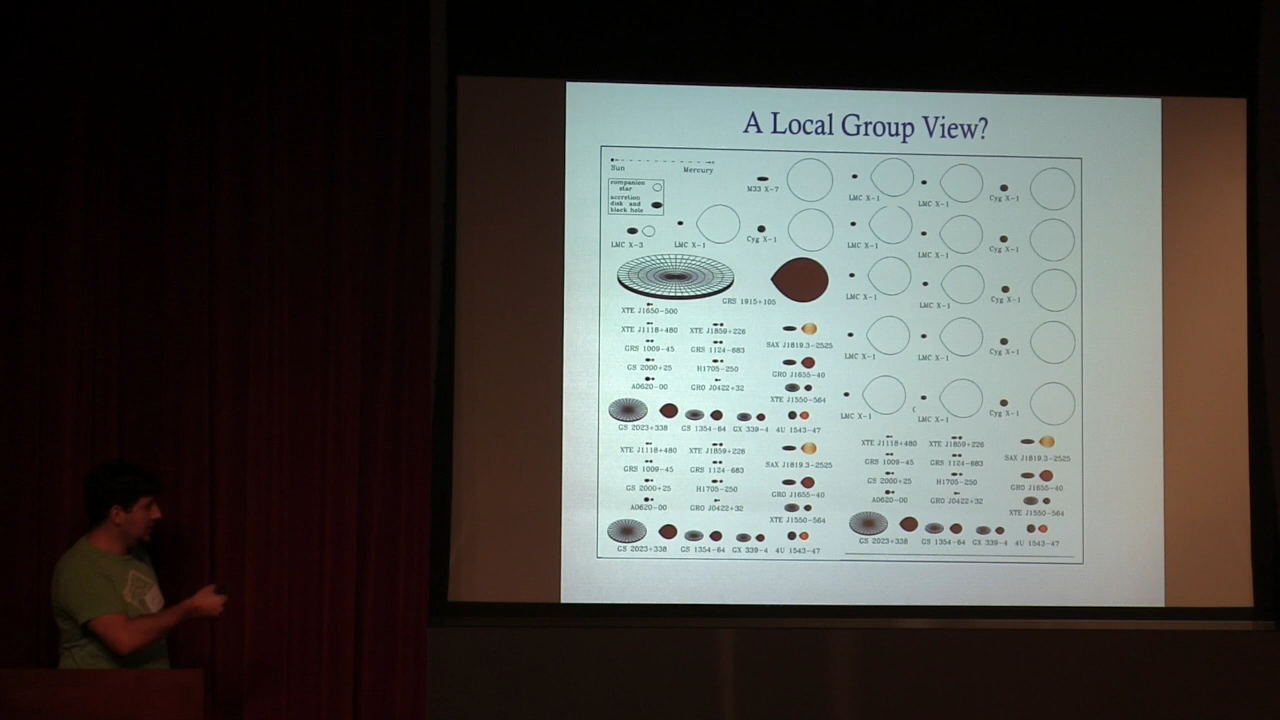 A Local Group View?
Sun
Mercury
companion
star
accretion
disk and
black hole
M33 X-7
LMC X-1
LMC X-1
Cyg X-1
LMC X-3
LMC X-1
Cyg X-1
LMC X-1
LMC X-1
Cyg X-1
GRS 1915+105
LMC X-1
LMC X-1
Cyg X-1
XTE J1650-500
XTE J1118+480
XTE J1859+226
SAX J1819.3-2525
GRS 1009-45
GRS 1124-683
LMC X-1
LMC X-1
Cyg X-1
GS 2000+25
H1705-250
GRO J1655-40
A0620-00
GRO J0422+32
XTE J1550-564
LMC X-1
(
LMC X-1
Cyg X-1
GS 2023+338
GS 1354-64
GX 339-4
4U 1543-47
XTE J1118+480
XTE J1859+226
SAX J1819.3-2525
GRS 1009-45
GRS 1124-683
GS 2000+25
H1705-250
GRO J1655-40
A0620-00
GRO J0422+32
XTE J1550-564
GS 2023+338
GS 1354-64
GX 339-4
4U 1543-47
XTE J1118+480
XTE J1859+226
SAX J1819.3-2525
GRS 1009-45
GRS 1124-683
GS 2000+25
H1705-250
GRO J1655-40
A0620-00
GRO J0422+32
XTE J1550-564
GS 2023+338
GS 1354-64
GX 339-4
4U 1543-47